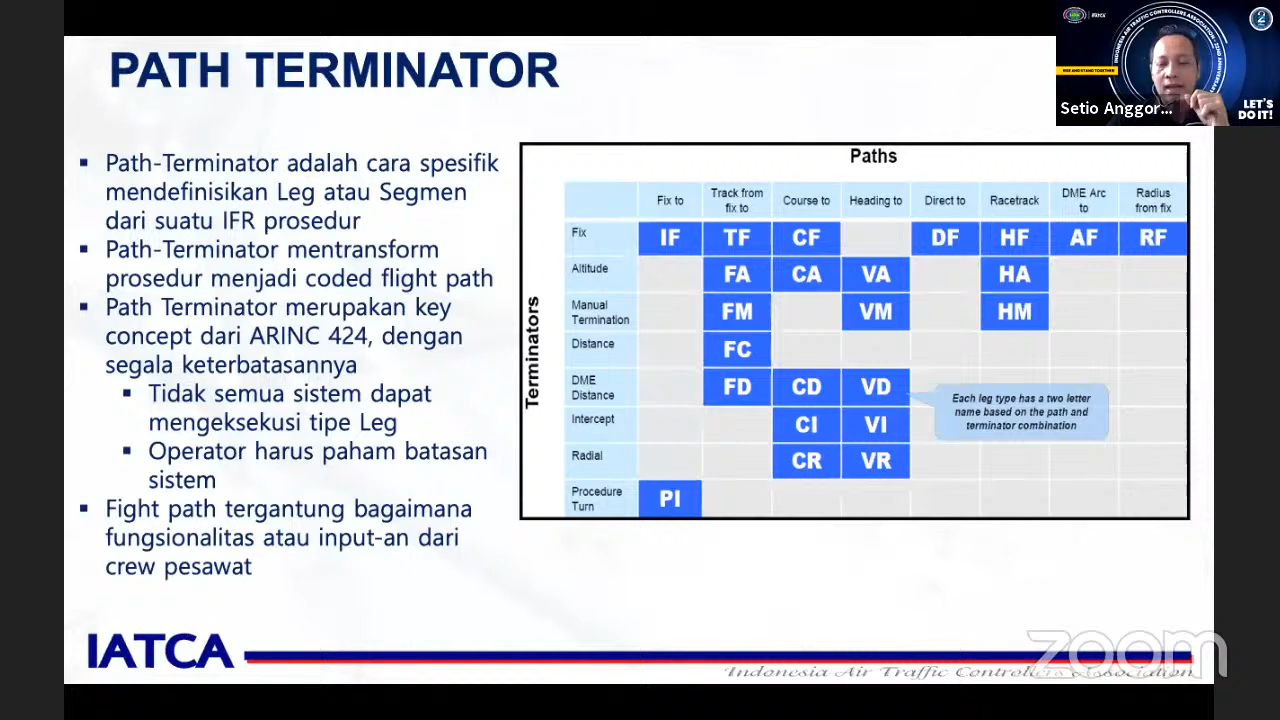 PATH TERMINATOR
Setio Anggor...
LET'S
DO IT!
▪ Path-Terminator adalah cara spesifik
mendefinisikan Leg atau Segmen
dari suatu IFR prosedur
▪ Path-Terminator mentransform
prosedur menjadi coded flight path
▪ Path Terminator merupakan key
concept dari ARINC 424, dengan
segala keterbatasannya
▪ Tidak semua sistem dapat
mengeksekusi tipe Leg
▪ Operator harus paham batasan
sistem
▪ Fight path tergantung bagaimana
fungsionalitas atau input-an dari
crew pesawat
Paths
Terminators
Fix to
Track from
fix to
Course to
Heading to
Direct to
Racetrack
DME Arc
to
Radius
from fix
Fix IF TF CF DF HF AF RF
Altitude FA CA VA HA
Manual
Termination FM VM HM
Distance FC
DME
Distance FD CD VD
Intercept CI VI
Radial CR VR
Procedure
Turn PI
Each leg type has a two letter
name based on the path and
terminator combination
IATCA
zoom
Indonesia Air Traffic Controllers Association